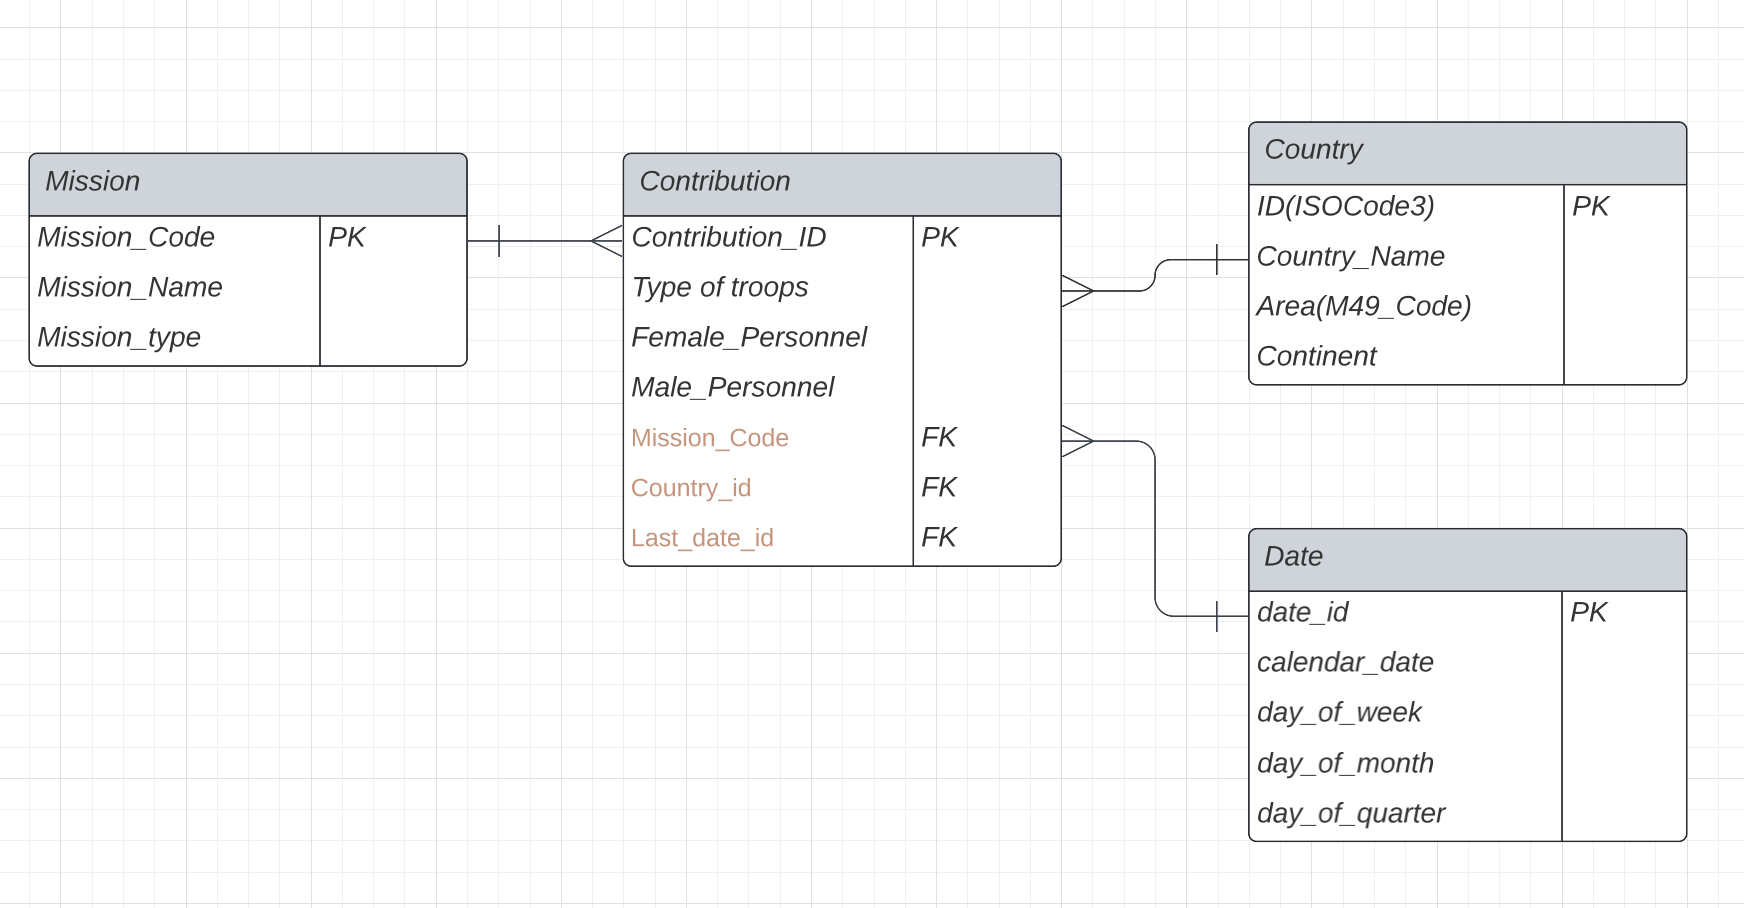 Mission
Mission_Code PK
Mission_Name
Mission_type
Contribution
Contribution_ID PK
Type of troops
Female_Personnel
Male_Personnel
Mission_Code FK
Country_id FK
Last_date_id FK
Country
ID(ISOCode3) PK
Country_Name
Area(M49_Code)
Continent
Date
date_id PK
calendar_date
day_of_week
day_of_month
day_of_quarter